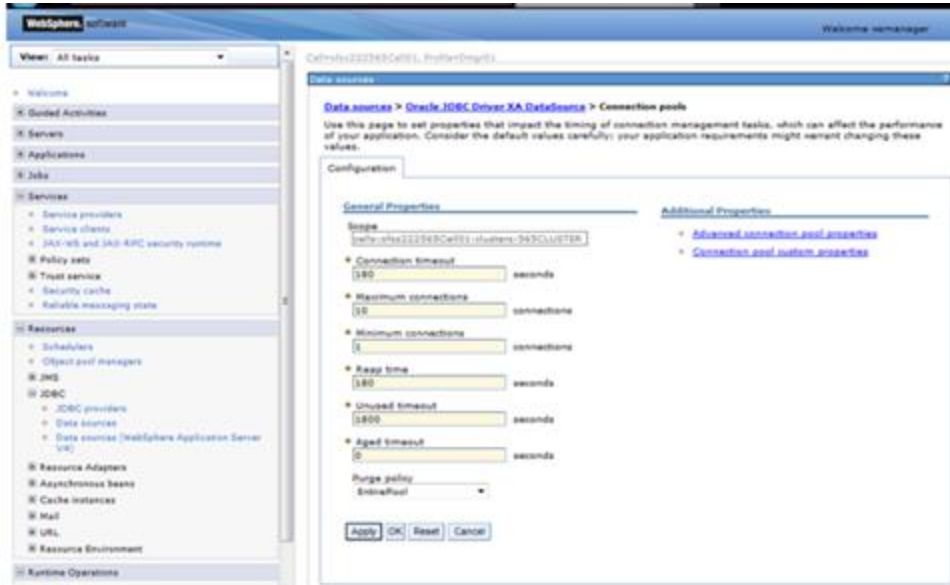 WebSphere. software
Welcome
View: All tasks
Welcome
Guided Activities
Servers
Applications
Jobs
Services
Service providers
Service clients
JAX-WS and JAX-RPC security runtime
Policy sets
Trust service
Security cache
Reliable messaging state
Resources
Schedulers
Object pool managers
JMS
JDBC
JDBC providers
Data sources
Data sources (WebSphere Application Server V4)
Resource Adapters
Asynchronous beans
Cache instances
Mail
URL
Resource Environment
Runtime Operations
Data sources ?
Data sources > Oracle JDBC Driver XA DataSource > Connection pools
Use this page to set properties that impact the timing of connection management tasks, which can affect the performance
of your application. Consider the default values carefully; your application requirements might warrant changing these
values.
Configuration
General Properties
Scope
* Connection timeout
180 seconds
* Maximum connections
10 connections
* Minimum connections
1 connections
* Reap time
180 seconds
* Unused timeout
1800 seconds
* Aged timeout
0 seconds
Purge policy
EntirePool
Apply OK Reset Cancel
Additional Properties
Advanced connection pool properties
Connection pool custom properties